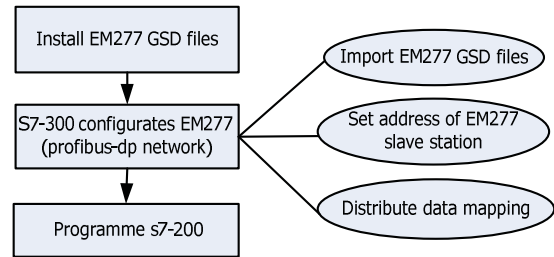 Install EM277 GSD files
S7-300 configurates EM277
(profibus-dp network)
Programme s7-200
Import EM277 GSD files
Set address of EM277
slave station
Distribute data mapping